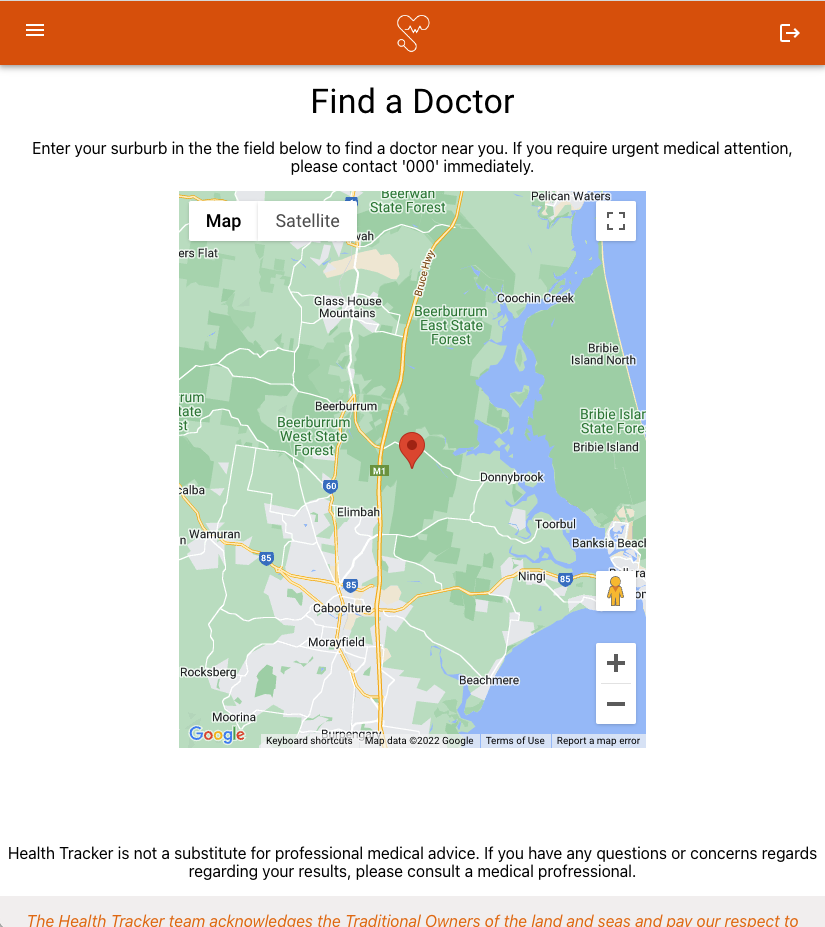 Find a Doctor
Enter your surburb in the the field below to find a doctor near you. If you require urgent medical attention,
please contact '000' immediately.
Beerwah
State Forest
Pelican Waters
Map
Satellite
wah
ers Flat
Bruce Hwy
Coochin Creek
Glass House
Mountains
Beerburrum
East State
Forest
Bribie
Island North
rum
tate
st
Beerburrum
Beerburrum
West State
Forest
Bribie Islan
State Fore
Bribie Island
M1
Donnybrook
calba
60
Elimbah
Toorbul
Wamuran
n
Banksia Beach
85
85
Ningi
85
Caboolture
Morayfield
Rocksberg
Beachmere
Moorina
Burpengary
Google
Keyboard shortcuts
Map data ©2022 Google
Terms of Use
Report a map error
Health Tracker is not a substitute for professional medical advice. If you have any questions or concerns regards
regarding your results, please consult a medical profressional.
The Health Tracker team acknowledges the Traditional Owners of the land and seas and pay our respect to